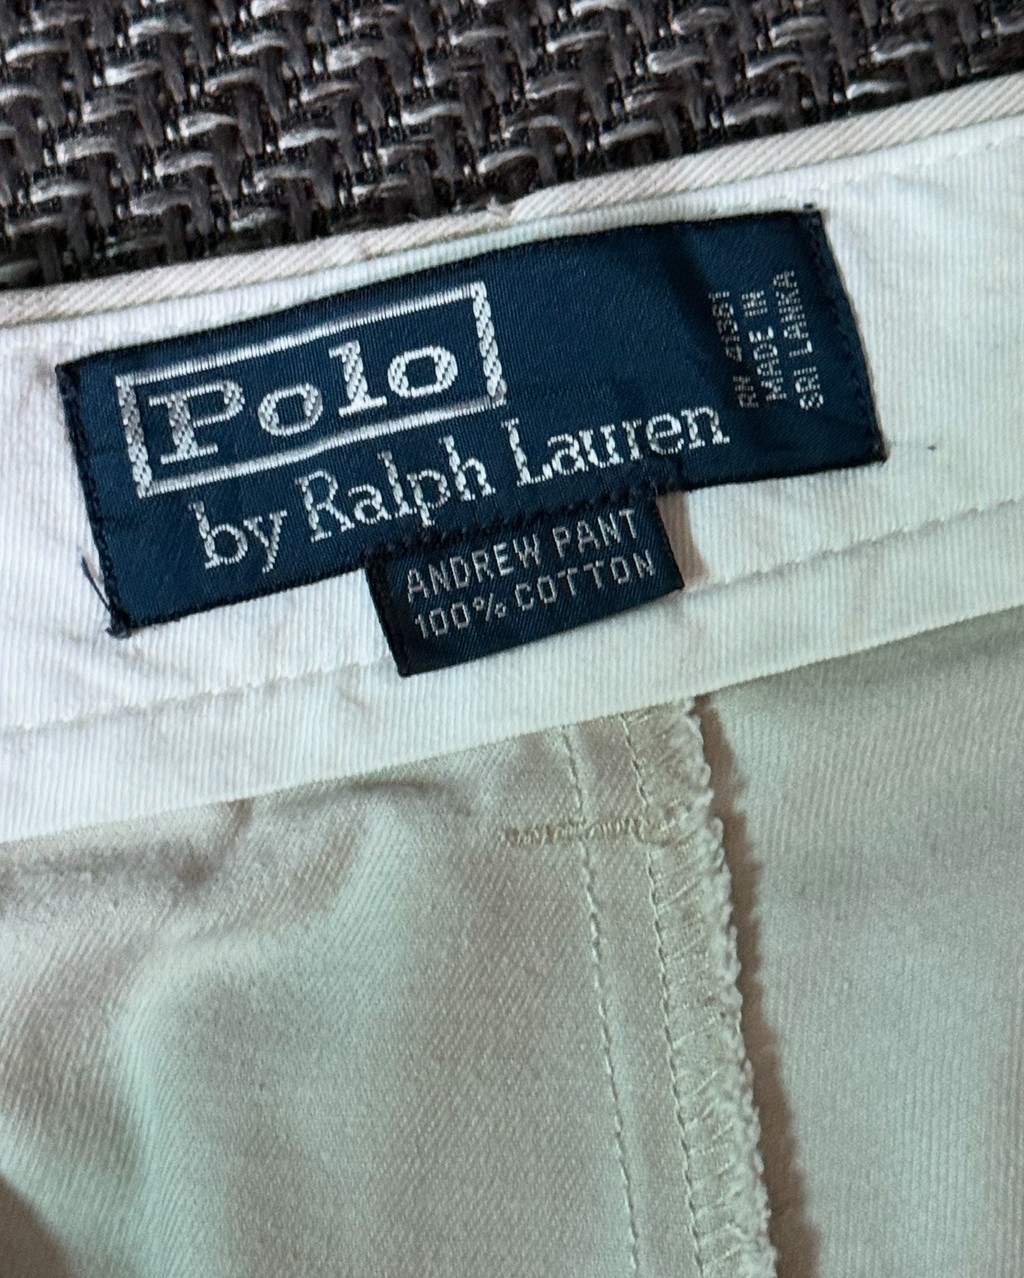 Polo
by Ralph Lauren
RN 41381
MADE IN
SRI LANKA
ANDREW PANT
100% COTTON